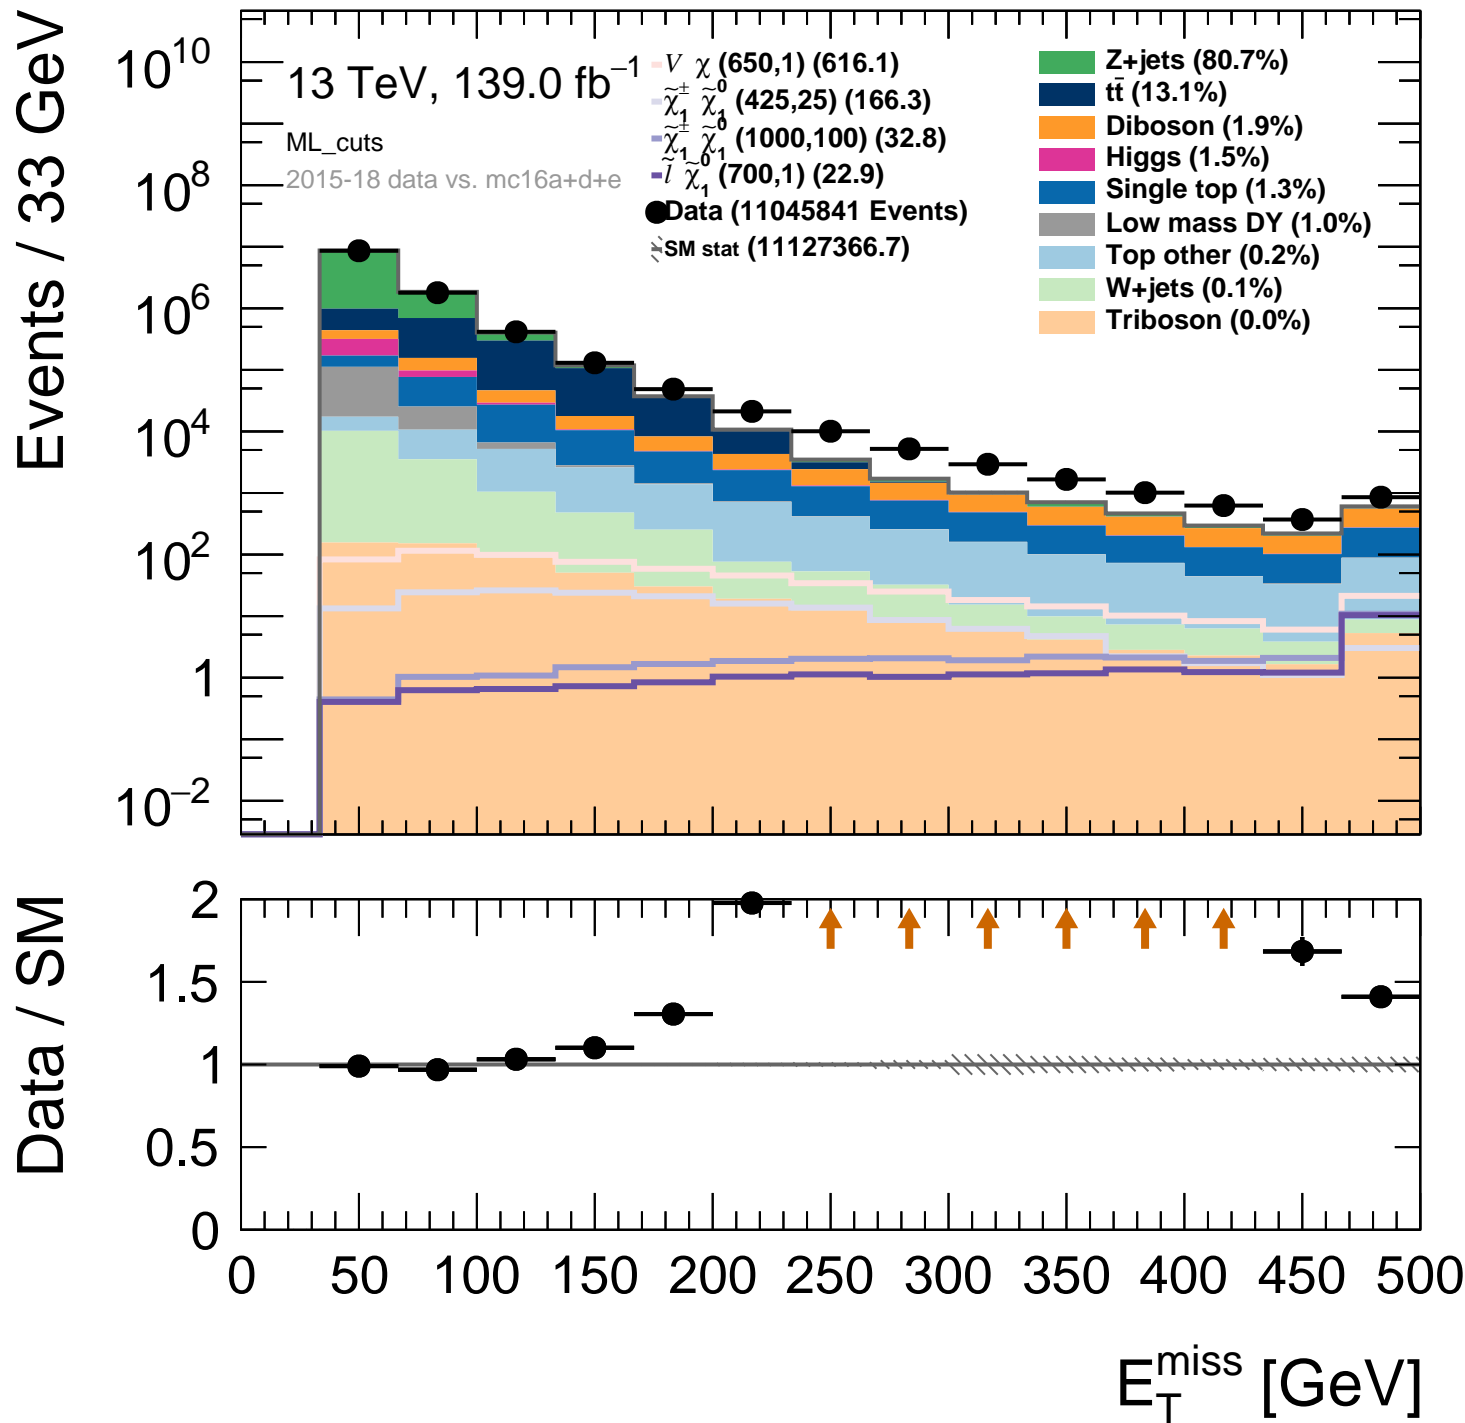 Events / 33 GeV
10¹⁰
10⁸
10⁶
10⁴
10²
1
10⁻²
13 TeV, 139.0 fb⁻¹
ML_cuts
2015-18 data vs. mc16a+d+e
V χ (650,1) (616.1)
χ̃₁± χ̃₁⁰ (425,25) (166.3)
χ̃₁± χ̃₁⁰ (1000,100) (32.8)
l̃ χ̃₁⁰ (700,1) (22.9)
Data (11045841 Events)
SM stat (11127366.7)
Z+jets (80.7%)
tt̄ (13.1%)
Diboson (1.9%)
Higgs (1.5%)
Single top (1.3%)
Low mass DY (1.0%)
Top other (0.2%)
W+jets (0.1%)
Triboson (0.0%)
Data / SM
2
1.5
1
0.5
0
0 50 100 150 200 250 300 350 400 450 500
E_T^miss [GeV]